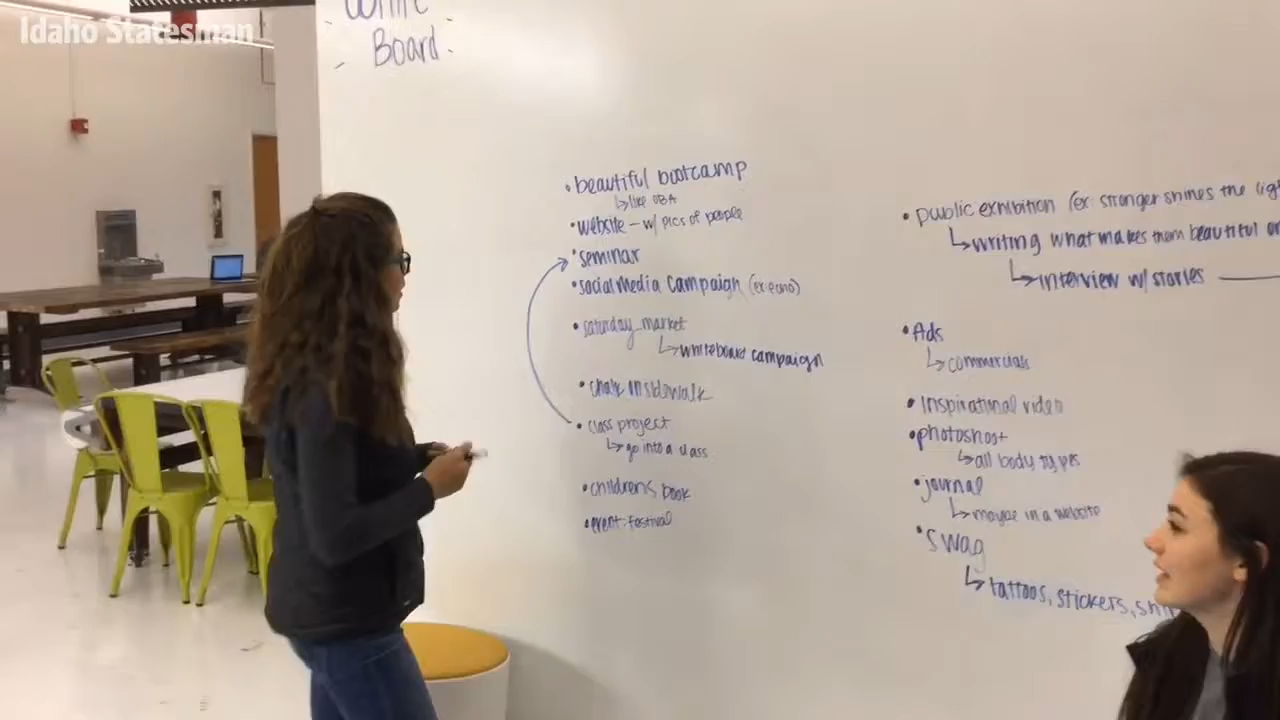 Idaho Statesman
White
Board
• beautiful bootcamp
↳ like OBA
• website – w/ pics of people
• seminar
• social media campaign (ex: echo)
• saturday market
↳ whiteboard campaign
• chalk on sidewalk
• class project
↳ go into a class
• childrens book
• event: festival
• public exhibition (ex: stronger shines the
↳ writing what makes them beautiful
↳ interview w/ stories
• Ads
↳ commercials
• Inspirational video
• photoshoot
↳ all body types
• journal
↳ maybe in a website
• swag
↳ tattoos, stickers,